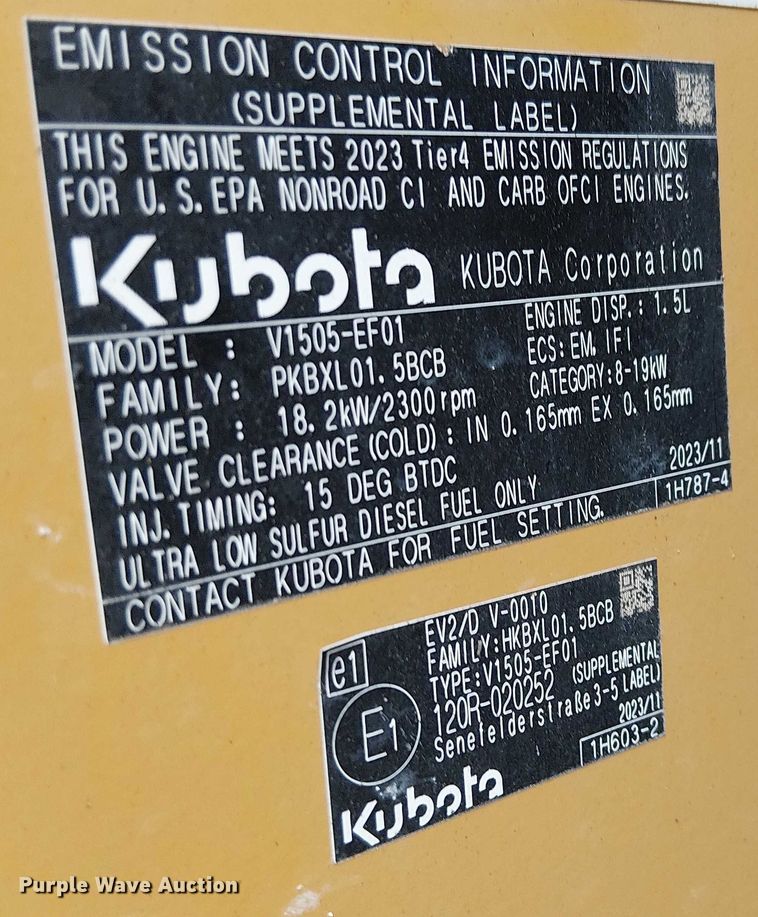 EMISSION CONTROL INFORMATION
(SUPPLEMENTAL LABEL)
THIS ENGINE MEETS 2023 Tier4 EMISSION REGULATIONS
FOR U.S.EPA NONROAD CI AND CARB OFCI ENGINES.
Kubota KUBOTA Corporation
MODEL : V1505-EF01 ENGINE DISP.: 1.5L
FAMILY: PKBXL01.5BCB ECS:EM, IFI
POWER : 18.2kW/2300rpm CATEGORY:8-19kW
VALVE CLEARANCE(COLD): IN 0.165mm EX 0.165mm
INJ.TIMING: 15 DEG BTDC
ULTRA LOW SULFUR DIESEL FUEL ONLY 2023/11
CONTACT KUBOTA FOR FUEL SETTING. 1H787-4
e1 EV2/D V-0010
FAMILY:HKBXL01.5BCB
TYPE:V1505-EF01
E1 120R-020252 (SUPPLEMENTAL
Senefelderstraße 3-5 LABEL)
2023/11
Kubota 1H603-2
Purple Wave Auction